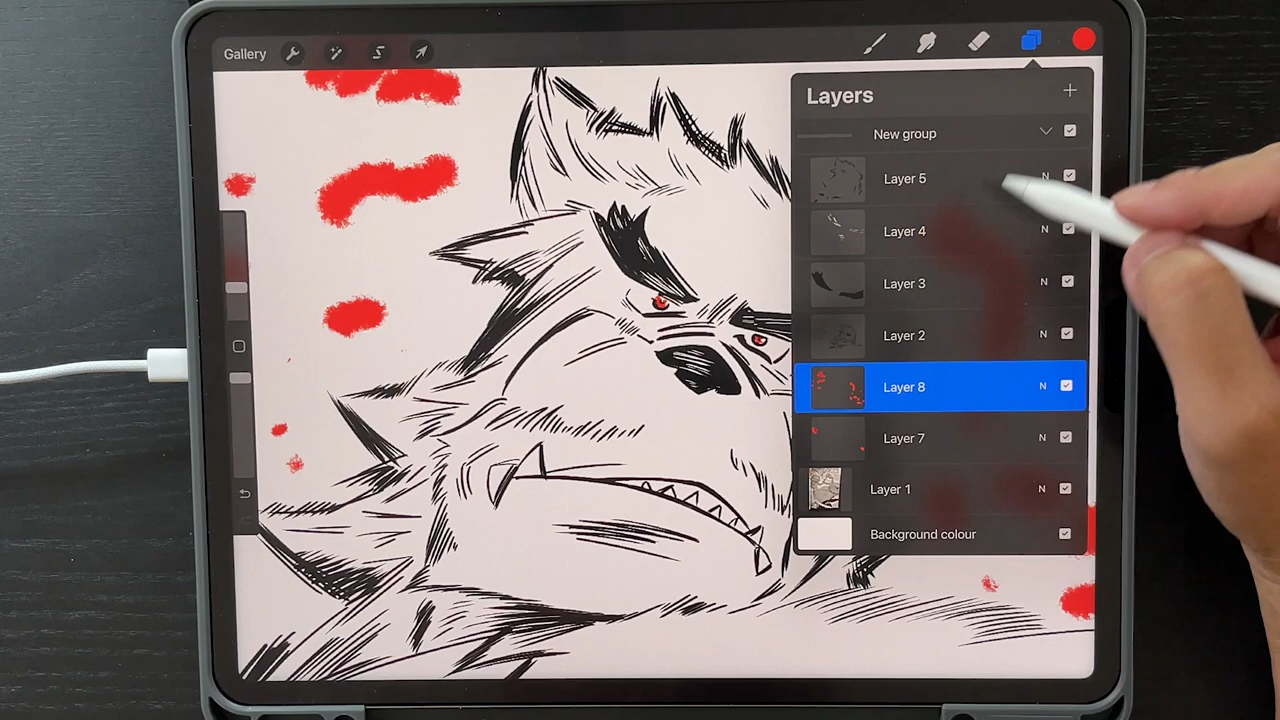 Gallery
Layers
New group
Layer 5 N
Layer 4 N
Layer 3 N
Layer 2 N
Layer 8 N
Layer 7 N
Layer 1 N
Background colour